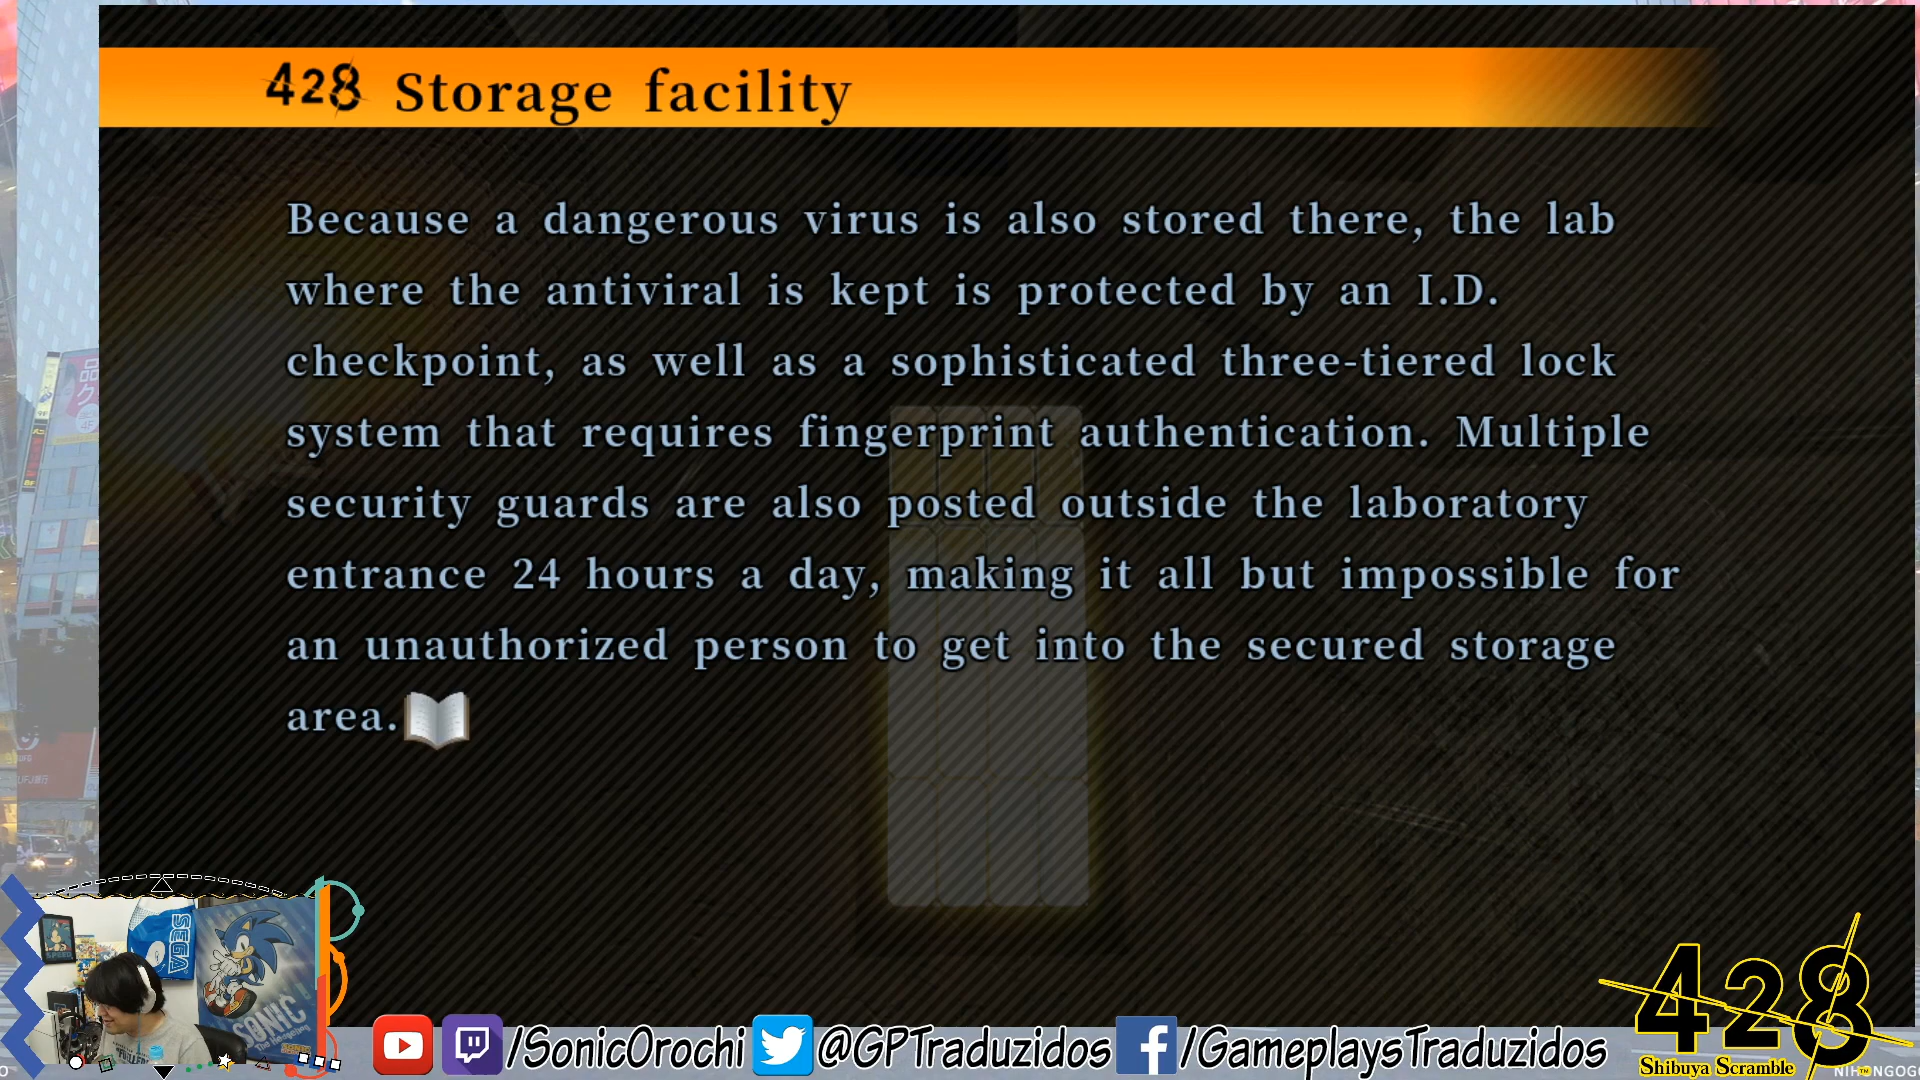 428 Storage facility
Because a dangerous virus is also stored there, the lab
where the antiviral is kept is protected by an I.D.
checkpoint, as well as a sophisticated three-tiered lock
system that requires fingerprint authentication. Multiple
security guards are also posted outside the laboratory
entrance 24 hours a day, making it all but impossible for
an unauthorized person to get into the secured storage
area.
SEGA
SONIC
The Hedgehog
/SonicOrochi
@GPTraduzidos
/GameplaysTraduzidos
428
Shibuya Scramble